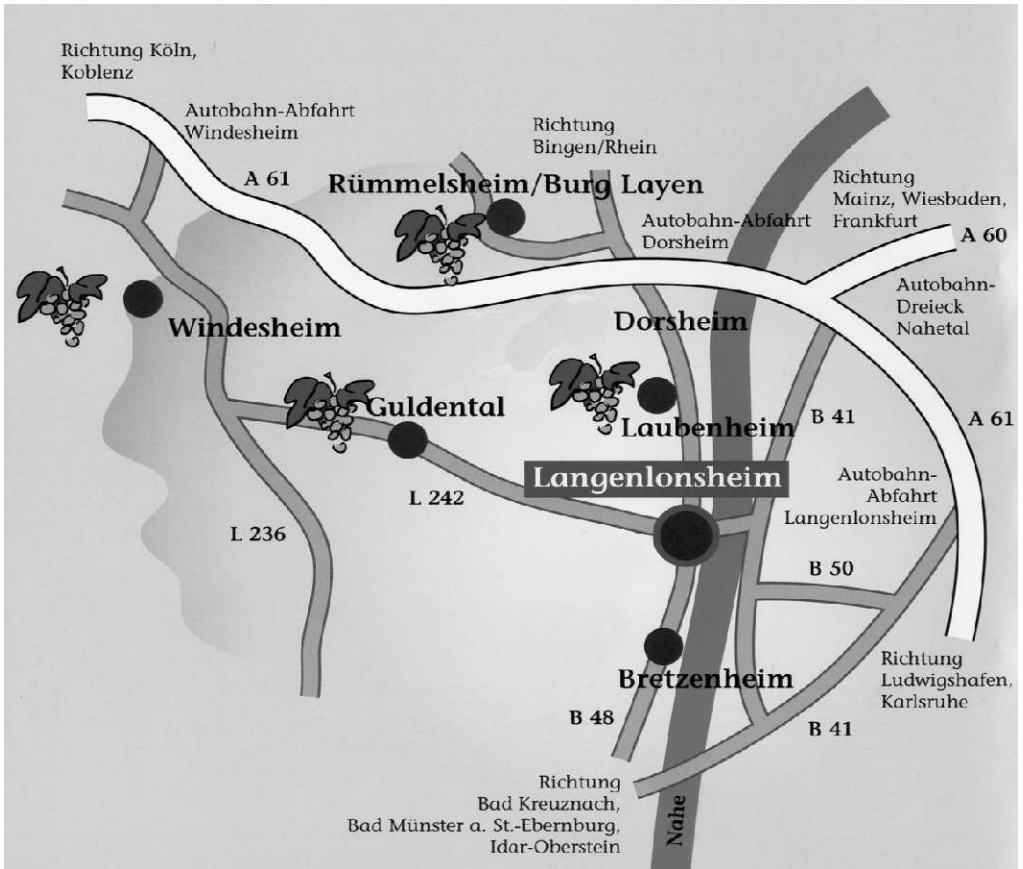 Richtung Köln,
Koblenz
Autobahn-Abfahrt
Windesheim
A 61
Richtung
Bingen/Rhein
Rümmelsheim/Burg Layen
Autobahn-Abfahrt
Dorsheim
Richtung
Mainz, Wiesbaden,
Frankfurt
A 60
Autobahn-
Dreieck
Nahetal
Windesheim
Dorsheim
Guldental
Laubenheim
B 41
A 61
Langenlonsheim
Autobahn-
Abfahrt
Langenlonsheim
L 242
L 236
B 50
Bretzenheim
Richtung
Ludwigshafen,
Karlsruhe
B 48
B 41
Richtung
Bad Kreuznach,
Bad Münster a. St.-Ebernburg,
Idar-Oberstein
Nahe